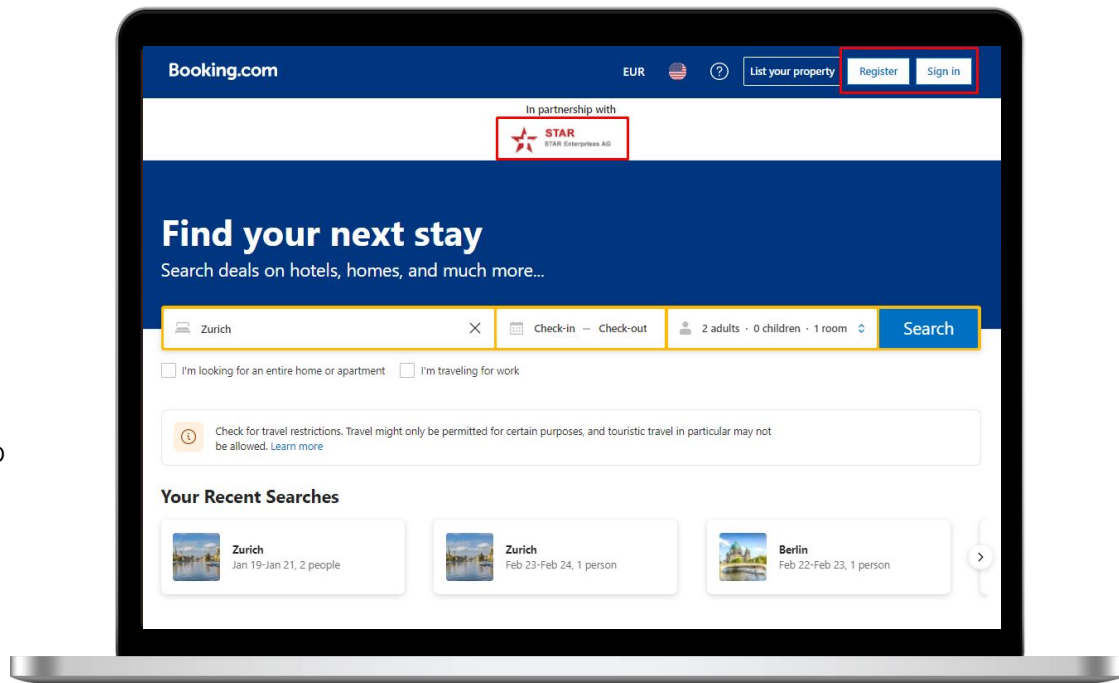 Booking.com
EUR
List your property
Register
Sign in
In partnership with
STAR
STAR Enterprises AG
Find your next stay
Search deals on hotels, homes, and much more...
Zurich
Check-in — Check-out
2 adults · 0 children · 1 room
Search
I'm looking for an entire home or apartment
I'm traveling for work
Check for travel restrictions. Travel might only be permitted for certain purposes, and touristic travel in particular may not
be allowed. Learn more
Your Recent Searches
Zurich
Jan 19-Jan 21, 2 people
Zurich
Feb 23-Feb 24, 1 person
Berlin
Feb 22-Feb 23, 1 person